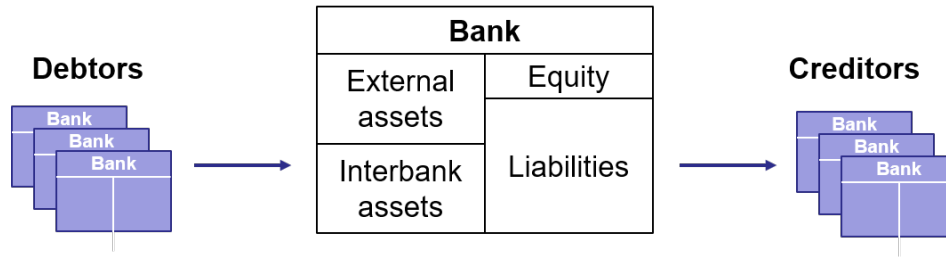 Debtors
Bank
Bank
Bank
Bank
External
assets
Interbank
assets
Equity
Liabilities
Creditors
Bank
Bank
Bank